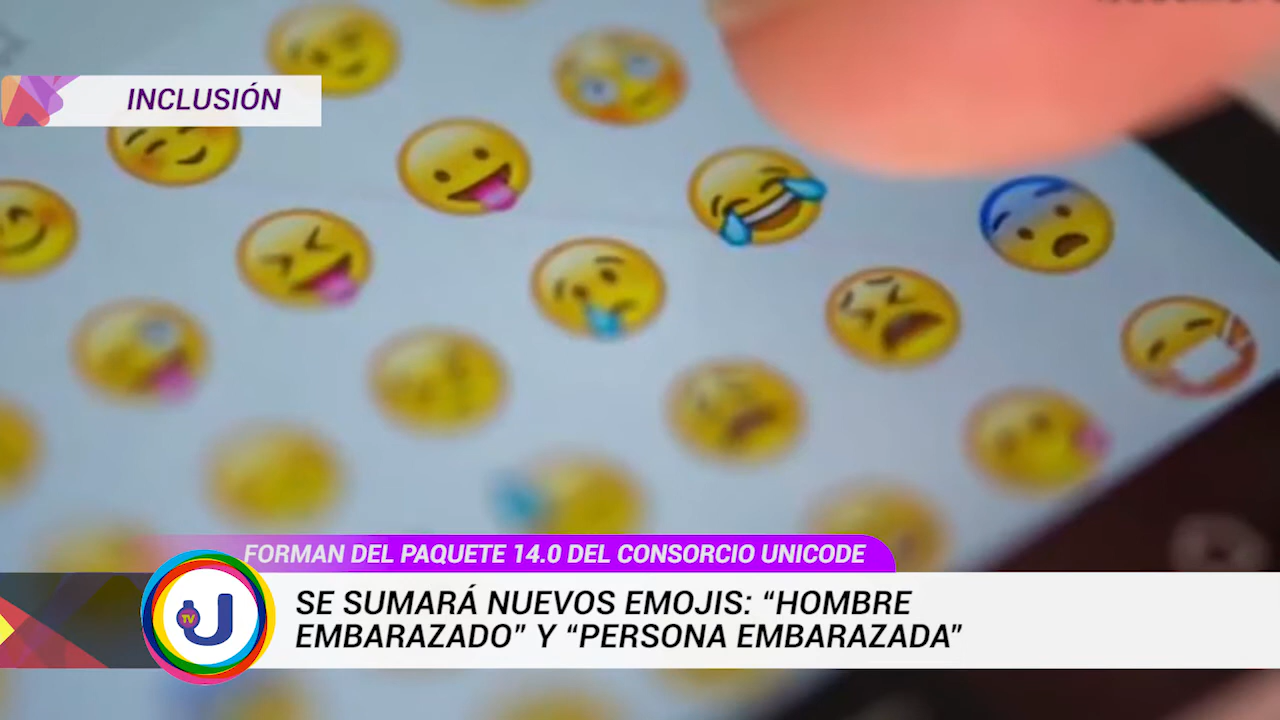 INCLUSIÓN
FORMAN DEL PAQUETE 14.0 DEL CONSORCIO UNICODE
SE SUMARÁ NUEVOS EMOJIS: “HOMBRE
EMBARAZADO” Y “PERSONA EMBARAZADA”
TV
U